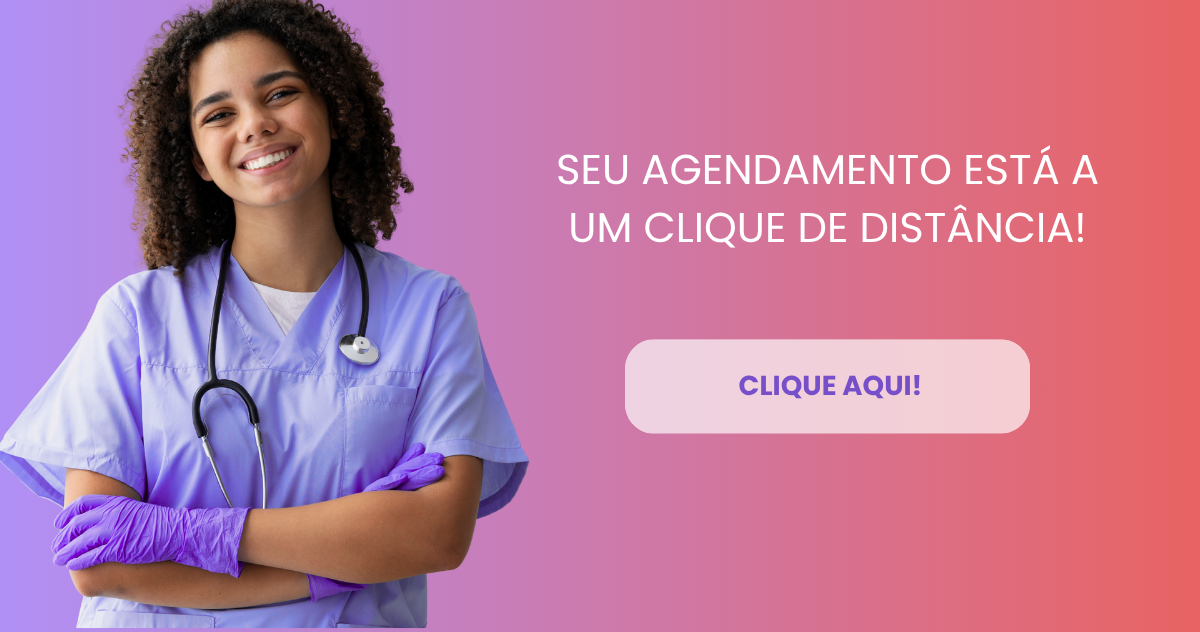 SEU AGENDAMENTO ESTÁ A
UM CLIQUE DE DISTÂNCIA!
CLIQUE AQUI!